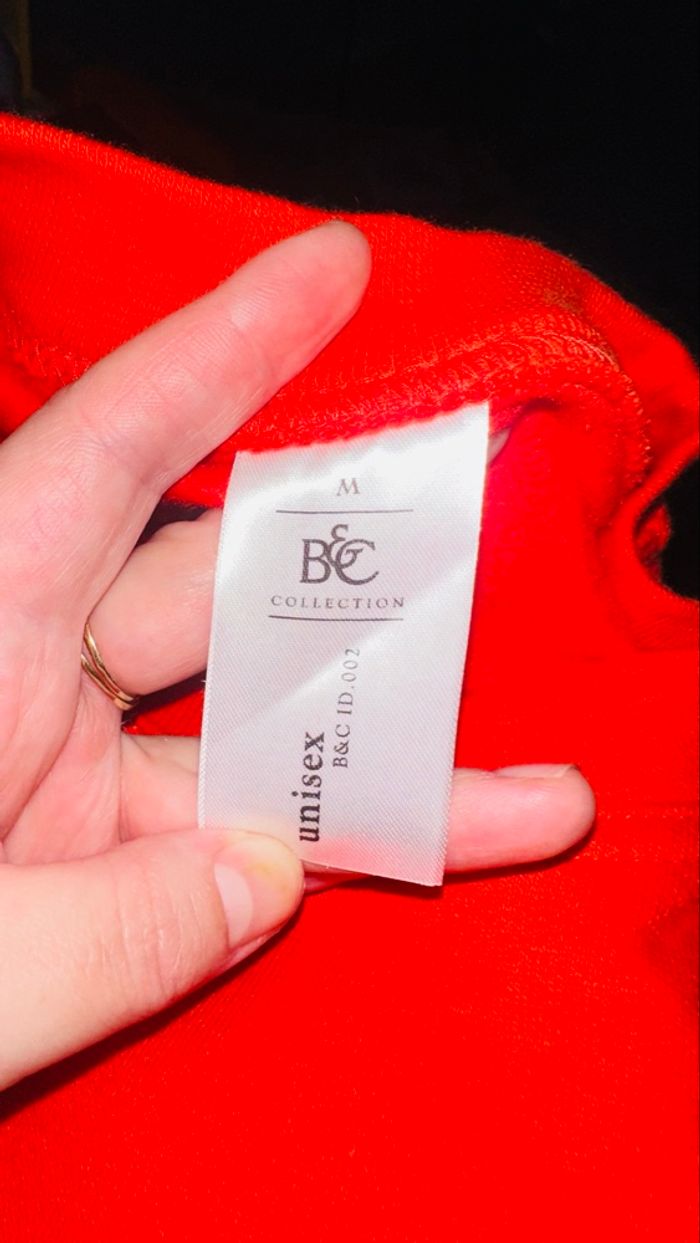 M
B&C
COLLECTION
unisex
B&C ID.002